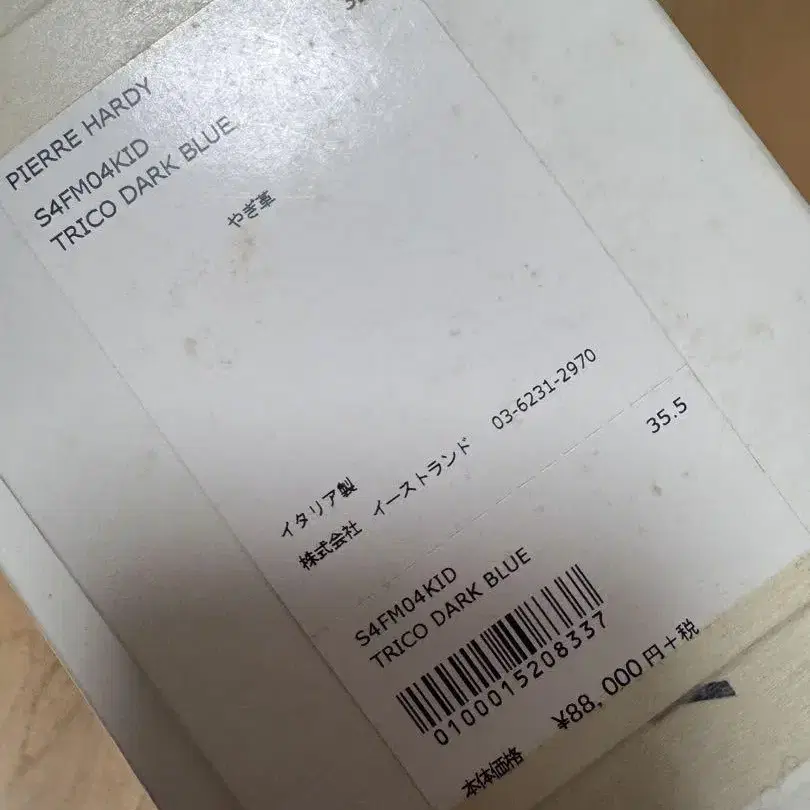 PIERRE HARDY
S4FM04KID
TRICO DARK BLUE
やぎ革
イタリア製
株式会社 イーストランド 03-6231-2970
35.5
S4FM04KID
TRICO DARK BLUE
0100015208337
本体価格 ¥88,000円+税